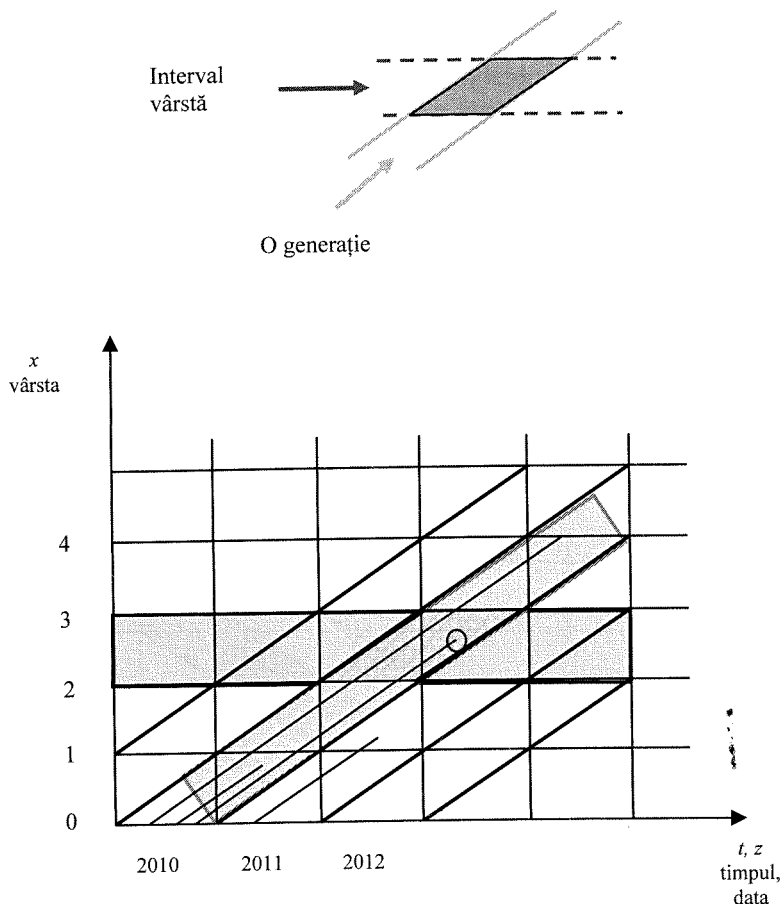 Interval
vârstă
O generație
x
vârsta
4
3
2
1
0
2010
2011
2012
t, z
timpul,
data